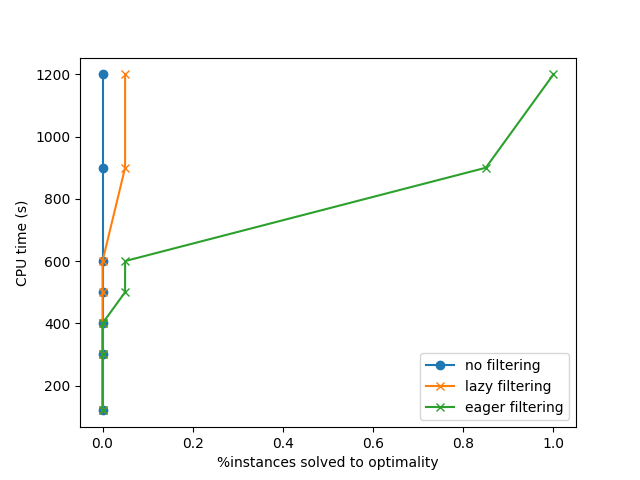 1200
1000
800
600
400
200
CPU time (s)
0.0 0.2 0.4 0.6 0.8 1.0
%instances solved to optimality
no filtering
lazy filtering
eager filtering